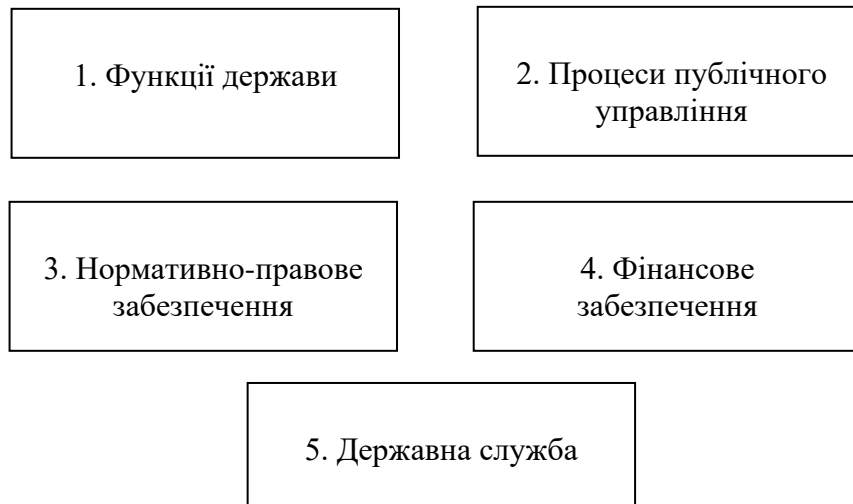 1. Функції держави
2. Процеси публічного
управління
3. Нормативно-правове
забезпечення
4. Фінансове
забезпечення
5. Державна служба